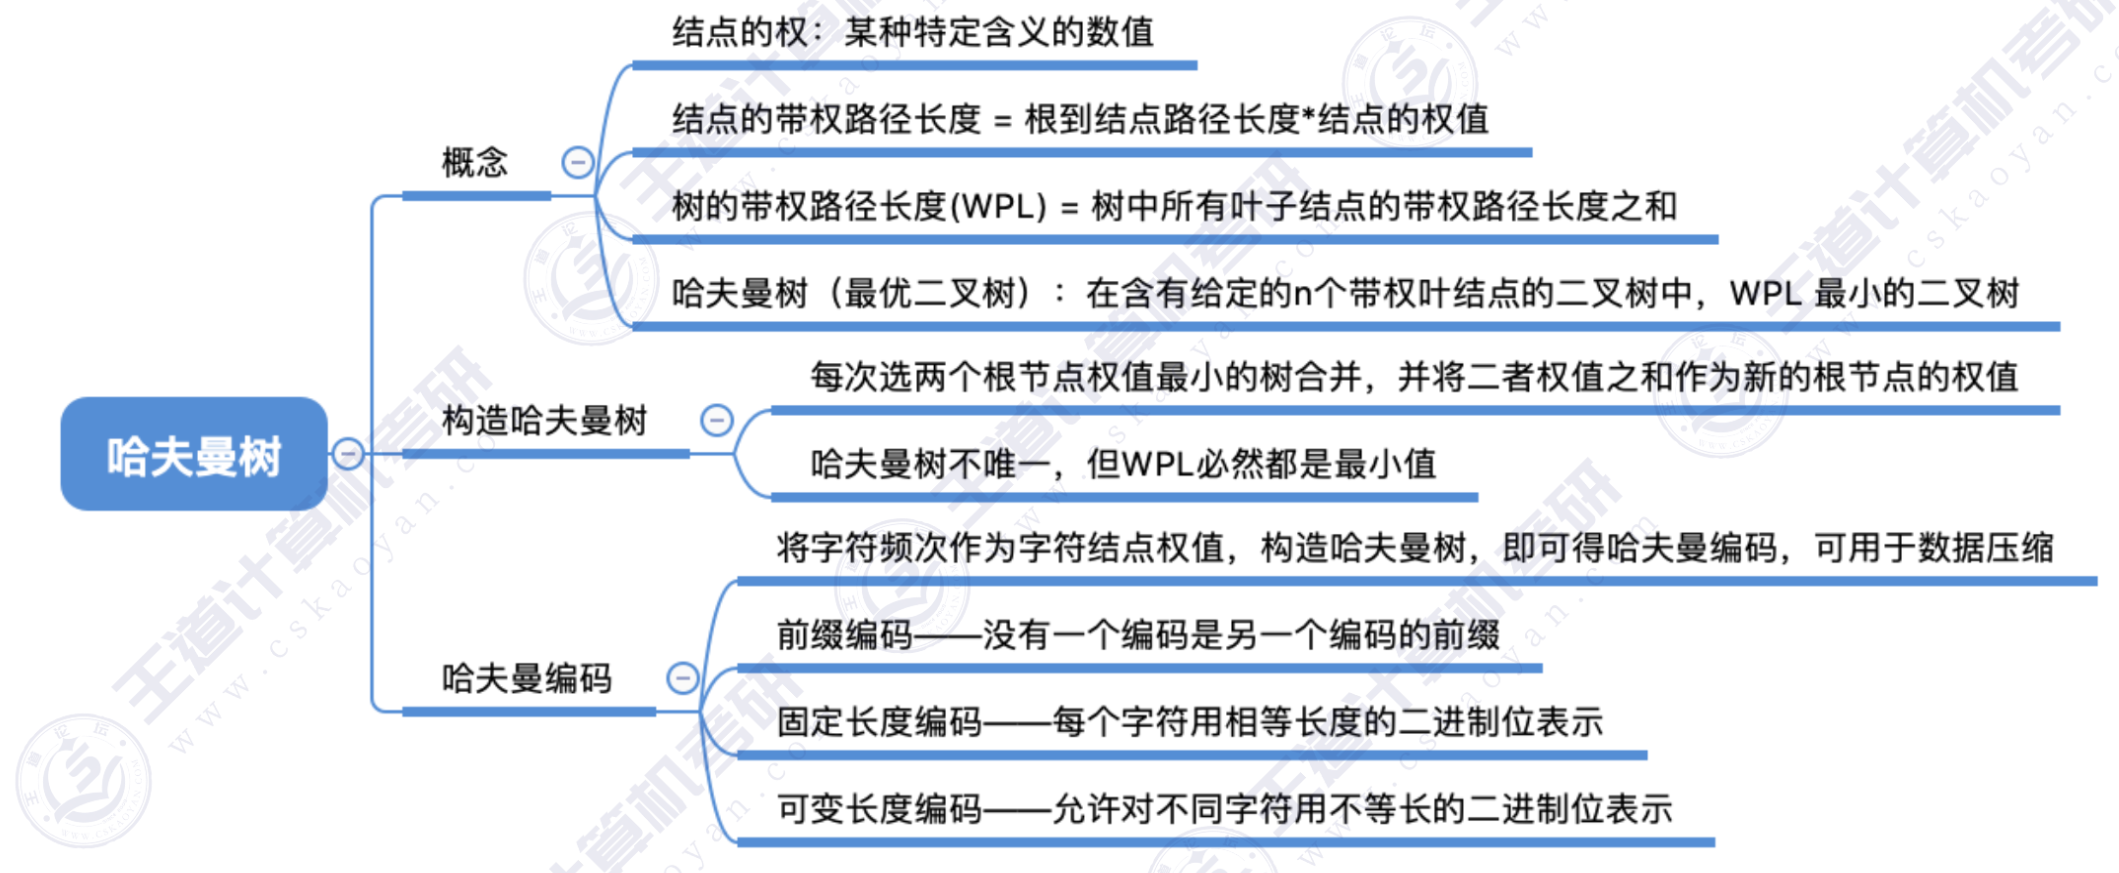 结点的权：某种特定含义的数值
结点的带权路径长度 = 根到结点路径长度*结点的权值
概念
树的带权路径长度(WPL) = 树中所有叶子结点的带权路径长度之和
哈夫曼树（最优二叉树）：在含有给定的n个带权叶结点的二叉树中，WPL 最小的二叉树
哈夫曼树
构造哈夫曼树
每次选两个根节点权值最小的树合并，并将二者权值之和作为新的根节点的权值
哈夫曼树不唯一，但WPL必然都是最小值
哈夫曼编码
将字符频次作为字符结点权值，构造哈夫曼树，即可得哈夫曼编码，可用于数据压缩
前缀编码——没有一个编码是另一个编码的前缀
固定长度编码——每个字符用相等长度的二进制位表示
可变长度编码——允许对不同字符用不等长的二进制位表示
王道计算机考研
www.cskaoyan.com